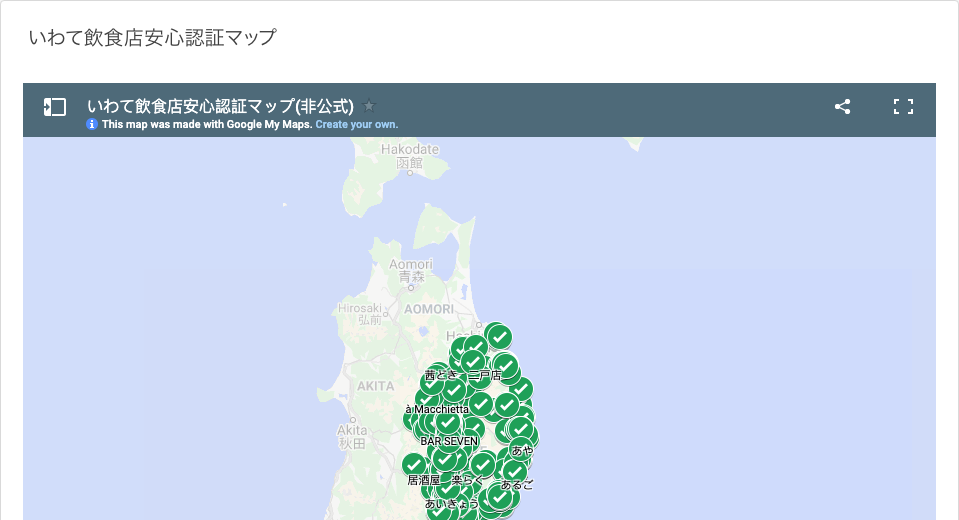 いわて飲食店安心認証マップ
いわて飲食店安心認証マップ(非公式)
This map was made with Google My Maps. Create your own.
Hakodate
函館
Aomori
青森
Hirosaki
弘前
AOMORI
茜とき
二戸店
AKITA
à Macchietta
Akita
秋田
BAR SEVEN
あや
居酒屋
楽らく
あるご
あいきょう